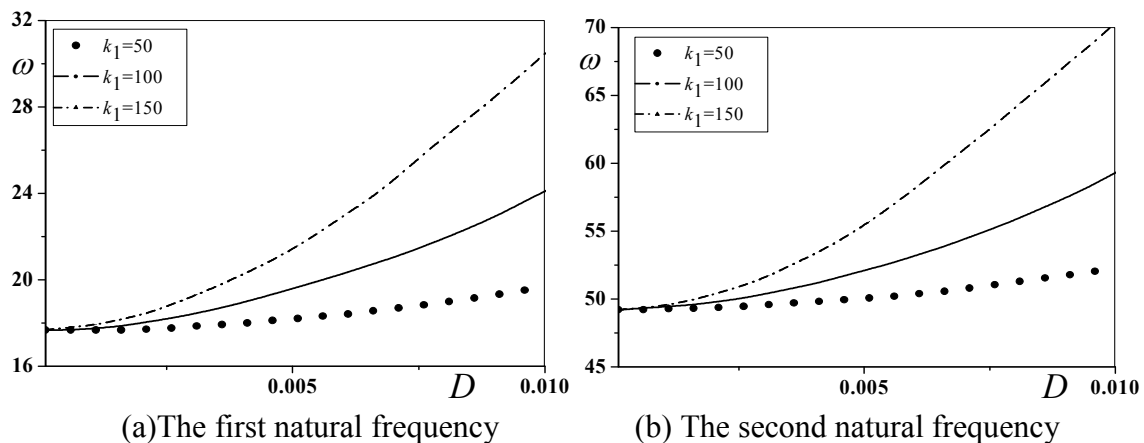 32
28
24
20
16
ω
k1=50
k1=100
k1=150
0.005
D
0.010
(a)The first natural frequency
70
65
60
55
50
45
ω
k1=50
k1=100
k1=150
0.005
D
0.010
(b) The second natural frequency